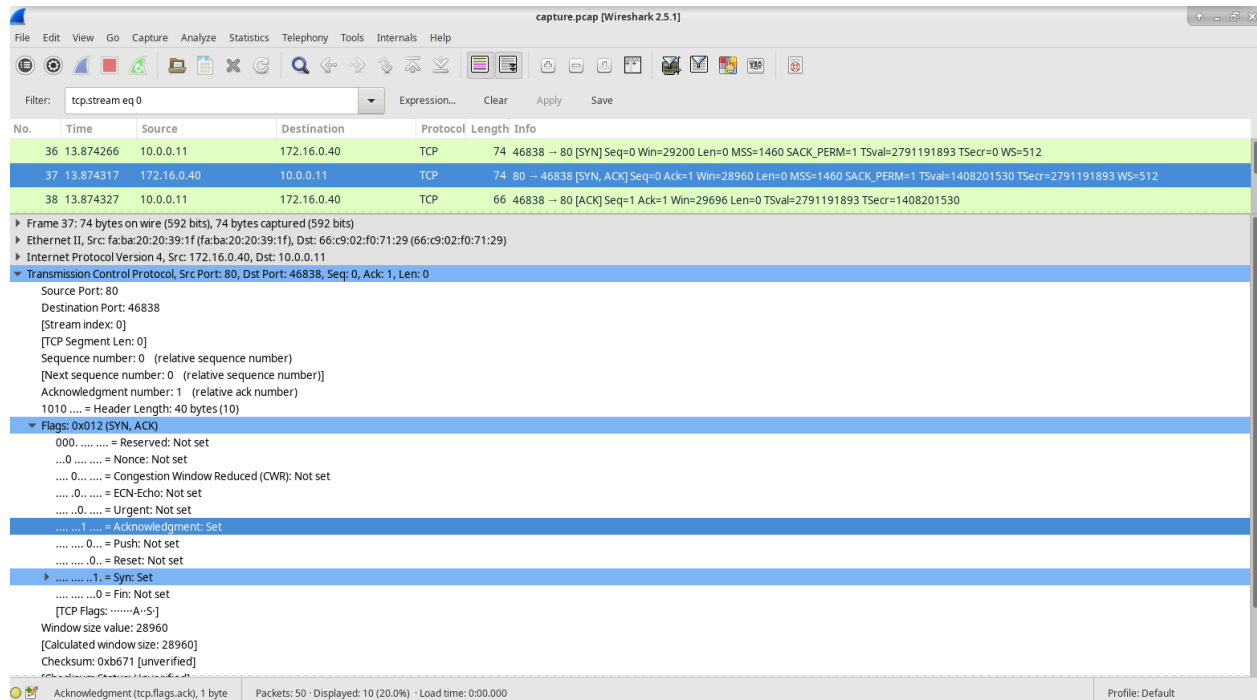 capture.pcap [Wireshark 2.5.1]
File Edit View Go Capture Analyze Statistics Telephony Tools Internals Help
Filter: tcp.stream eq 0 Expression... Clear Apply Save
No. Time Source Destination Protocol Length Info
36 13.874266 10.0.0.11 172.16.0.40 TCP 74 46838 → 80 [SYN] Seq=0 Win=29200 Len=0 MSS=1460 SACK_PERM=1 TSval=2791191893 TSecr=0 WS=512
37 13.874317 172.16.0.40 10.0.0.11 TCP 74 80 → 46838 [SYN, ACK] Seq=0 Ack=1 Win=28960 Len=0 MSS=1460 SACK_PERM=1 TSval=1408201530 TSecr=2791191893 WS=512
38 13.874327 10.0.0.11 172.16.0.40 TCP 66 46838 → 80 [ACK] Seq=1 Ack=1 Win=29696 Len=0 TSval=2791191893 TSecr=1408201530
Frame 37: 74 bytes on wire (592 bits), 74 bytes captured (592 bits)
Ethernet II, Src: fa:ba:20:20:39:1f (fa:ba:20:20:39:1f), Dst: 66:c9:02:f0:71:29 (66:c9:02:f0:71:29)
Internet Protocol Version 4, Src: 172.16.0.40, Dst: 10.0.0.11
Transmission Control Protocol, Src Port: 80, Dst Port: 46838, Seq: 0, Ack: 1, Len: 0
Source Port: 80
Destination Port: 46838
[Stream index: 0]
[TCP Segment Len: 0]
Sequence number: 0 (relative sequence number)
[Next sequence number: 0 (relative sequence number)]
Acknowledgment number: 1 (relative ack number)
1010 .... = Header Length: 40 bytes (10)
Flags: 0x012 (SYN, ACK)
000. .... .... = Reserved: Not set
...0 .... .... = Nonce: Not set
.... 0... .... = Congestion Window Reduced (CWR): Not set
.... .0.. .... = ECN-Echo: Not set
.... ..0. .... = Urgent: Not set
.... ...1 .... = Acknowledgment: Set
.... .... 0... = Push: Not set
.... .... .0.. = Reset: Not set
.... .... ..1. = Syn: Set
.... .... ...0 = Fin: Not set
[TCP Flags: ·······A··S·]
Window size value: 28960
[Calculated window size: 28960]
Checksum: 0xb671 [unverified]
Acknowledgment (tcp.flags.ack), 1 byte Packets: 50 · Displayed: 10 (20.0%) · Load time: 0:00.000 Profile: Default